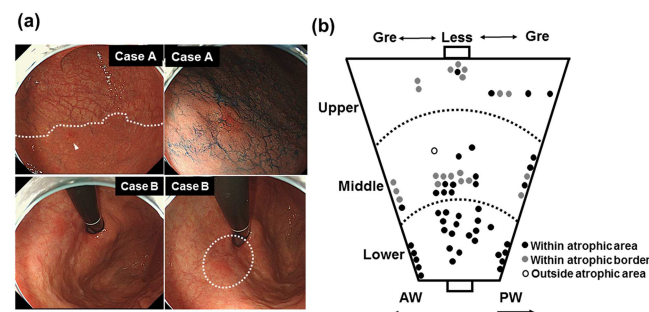 (a)
Case A
Case A
Case B
Case B
(b)
Gre
Less
Gre
Upper
Middle
Lower
Within atrophic area
Within atrophic border
Outside atrophic area
AW
PW